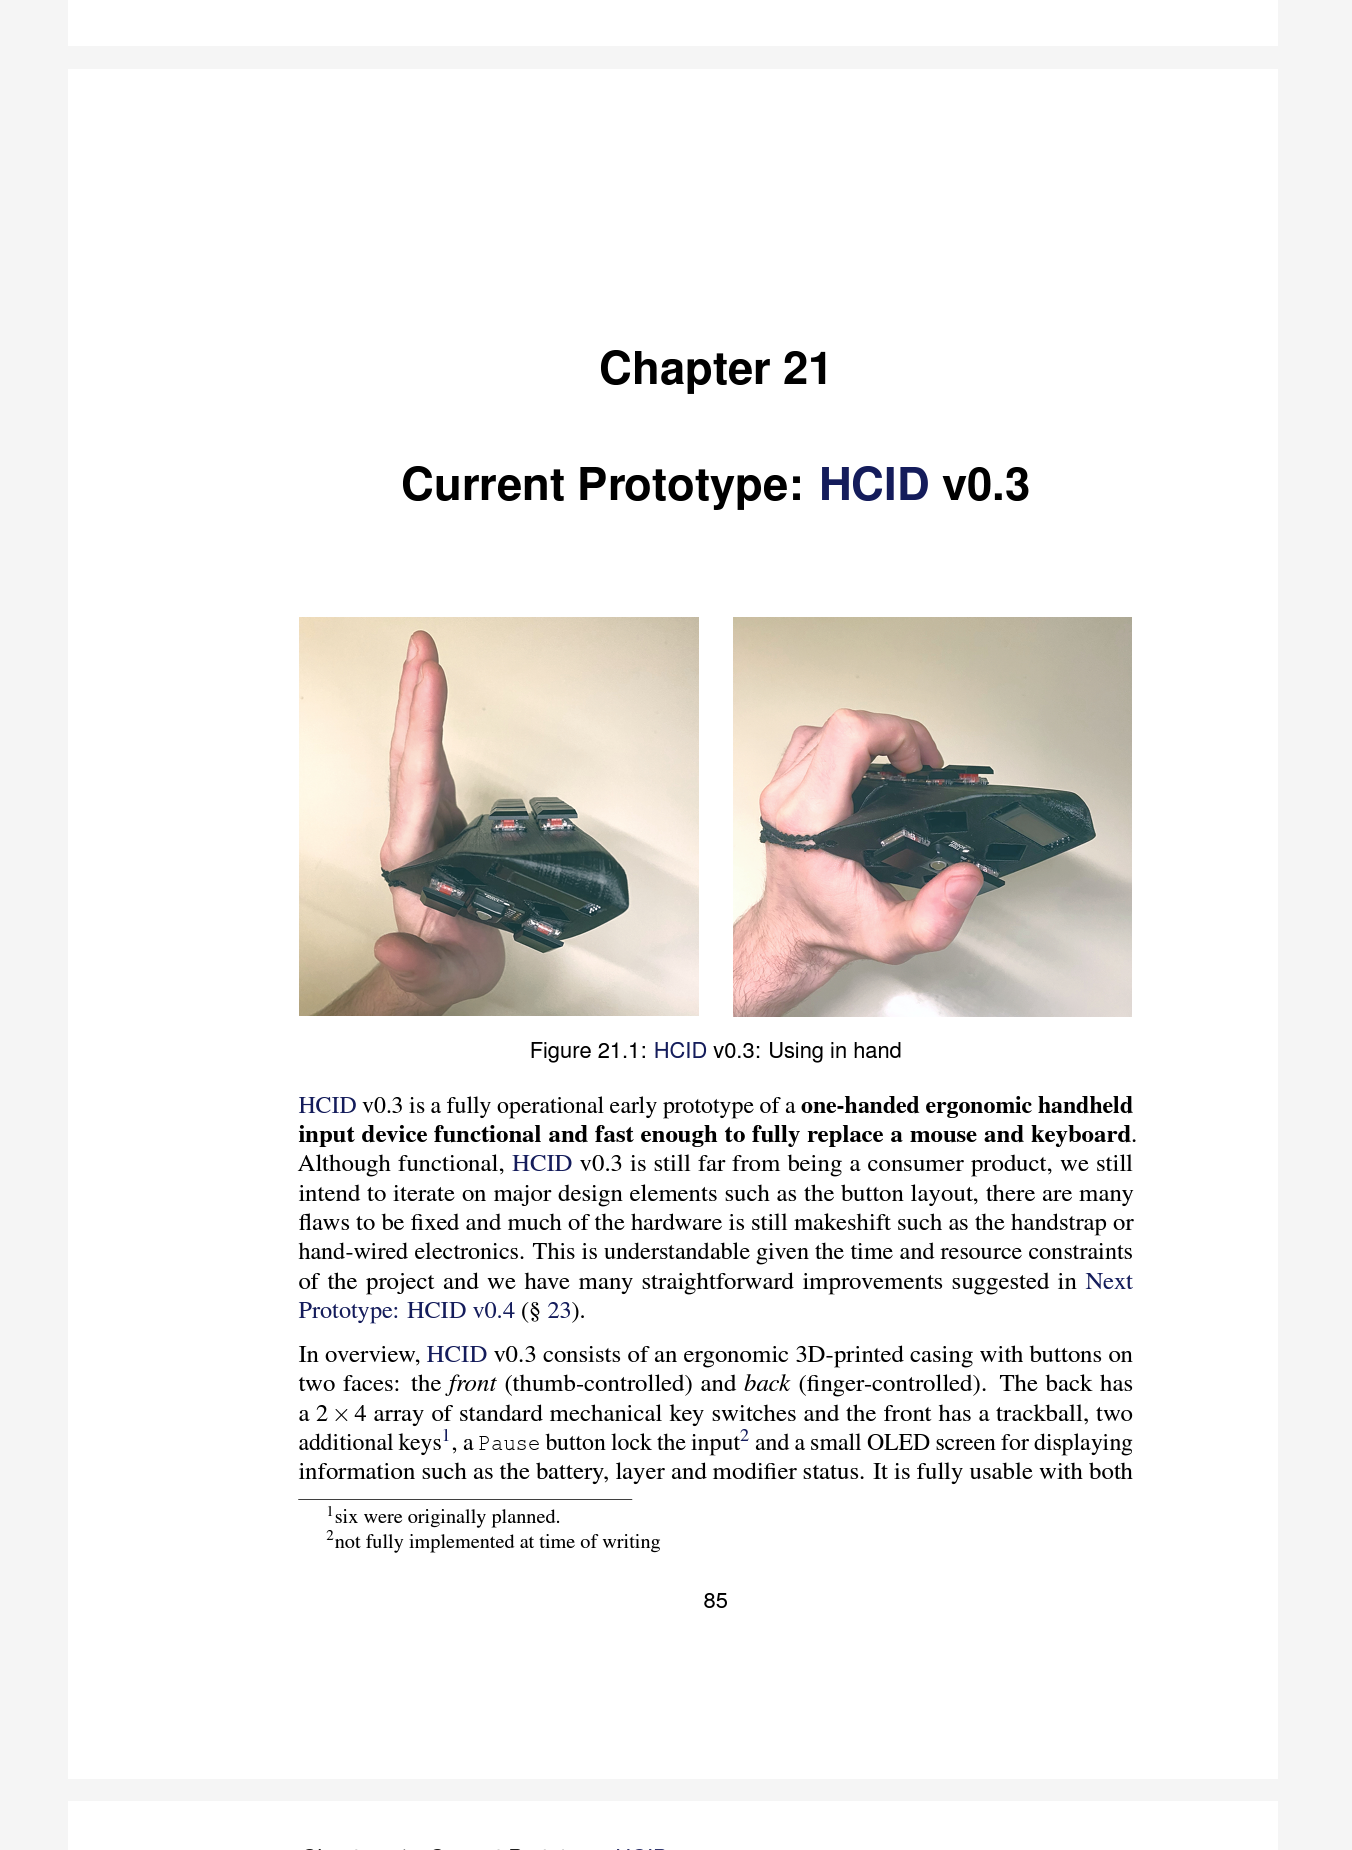 Chapter 21
Current Prototype: HCID v0.3
Figure 21.1: HCID v0.3: Using in hand
HCID v0.3 is a fully operational early prototype of a one-handed ergonomic handheld
input device functional and fast enough to fully replace a mouse and keyboard.
Although functional, HCID v0.3 is still far from being a consumer product, we still
intend to iterate on major design elements such as the button layout, there are many
flaws to be fixed and much of the hardware is still makeshift such as the handstrap or
hand-wired electronics. This is understandable given the time and resource constraints
of the project and we have many straightforward improvements suggested in Next
Prototype: HCID v0.4 (§ 23).
In overview, HCID v0.3 consists of an ergonomic 3D-printed casing with buttons on
two faces: the front (thumb-controlled) and back (finger-controlled). The back has
a 2 × 4 array of standard mechanical key switches and the front has a trackball, two
additional keys1, a Pause button lock the input2 and a small OLED screen for displaying
information such as the battery, layer and modifier status. It is fully usable with both
1six were originally planned.
2not fully implemented at time of writing
85